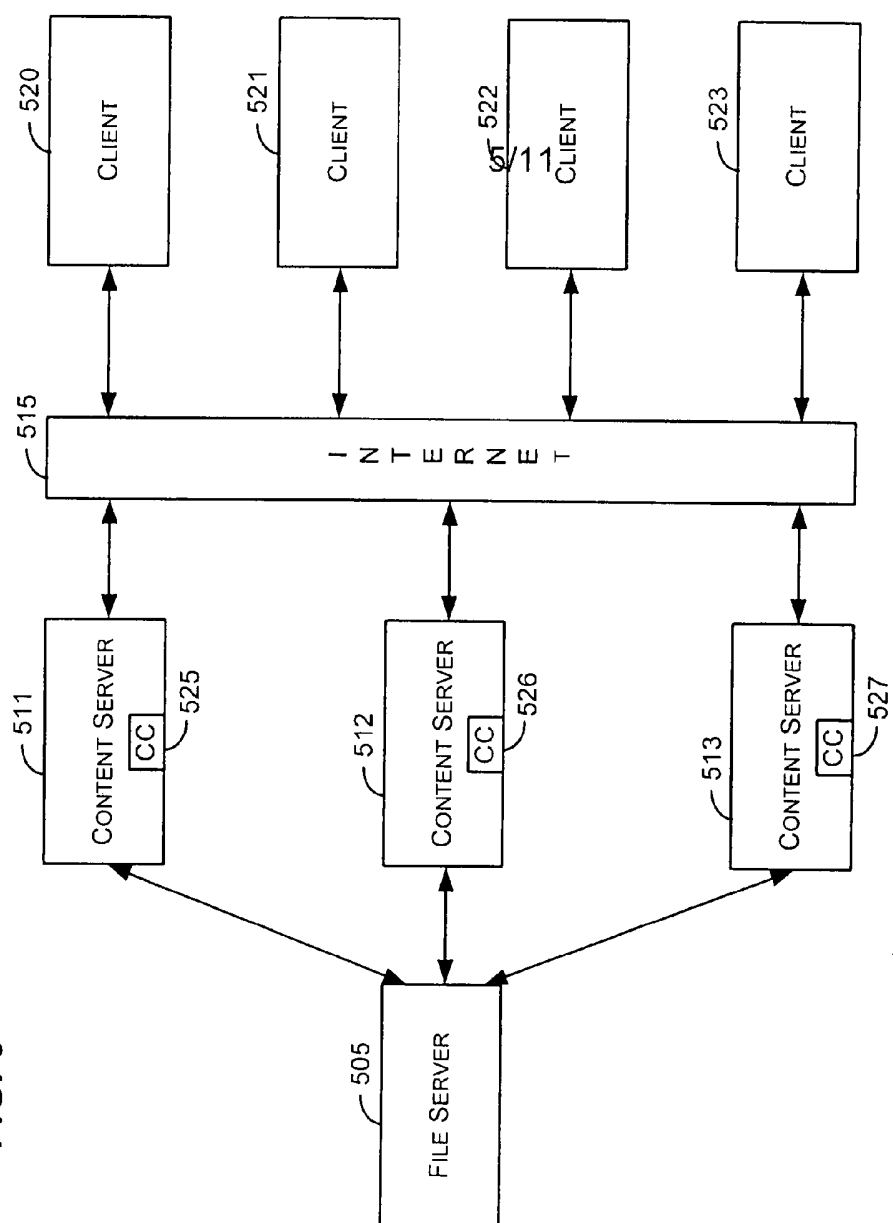 520
CLIENT
521
CLIENT
522
5/11
CLIENT
523
CLIENT
515
INTERNET
511
CONTENT SERVER
CC
525
512
CONTENT SERVER
CC
526
513
CONTENT SERVER
CC
527
505
FILE SERVER